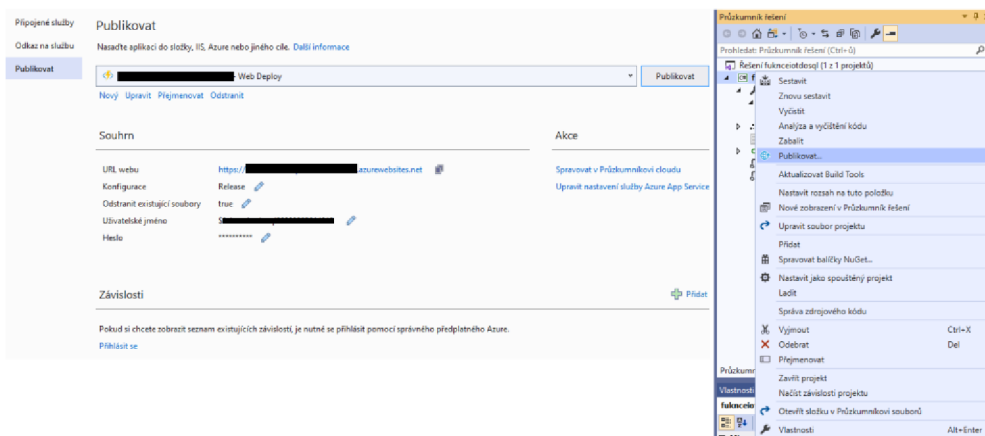 Připojené služby
Odkaz na službu
Publikovat
Publikovat
Nasaďte aplikaci do složky, IIS, Azure nebo jiného cíle. Další informace
- Web Deploy
Publikovat
Nový Upravit Přejmenovat Odstranit
Souhrn
URL webu https:// .azurewebsites.net
Konfigurace Release
Odstranit existující soubory true
Uživatelské jméno S
Heslo **********
Akce
Spravovat v Průzkumníkovi cloudu
Upravit nastavení služby Azure App Service
Závislosti
Přidat
Pokud si chcete zobrazit seznam existujících závislostí, je nutné se přihlásit pomocí správného předplatného Azure.
Přihlásit se
Průzkumník řešení
Prohledat: Průzkumník řešení (Ctrl+ů)
Řešení fuknceiotdosql (1 z 1 projektů)
f
Sestavit
Znovu sestavit
Vyčistit
Analýza a vyčištění kódu
Zabalit
Publikovat...
Aktualizovat Build Tools
Nastavit rozsah na tuto položku
Nové zobrazení v Průzkumník řešení
Upravit soubor projektu
Přidat
Spravovat balíčky NuGet...
Nastavit jako spouštěný projekt
Ladit
Správa zdrojového kódu
Vyjmout Ctrl+X
Odebrat Del
Přejmenovat
Zavřít projekt
Načíst závislosti projektu
Otevřít složku v Průzkumníkovi souborů
Vlastnosti Alt+Enter
Průzkumn
Vlastnosti
fuknceio